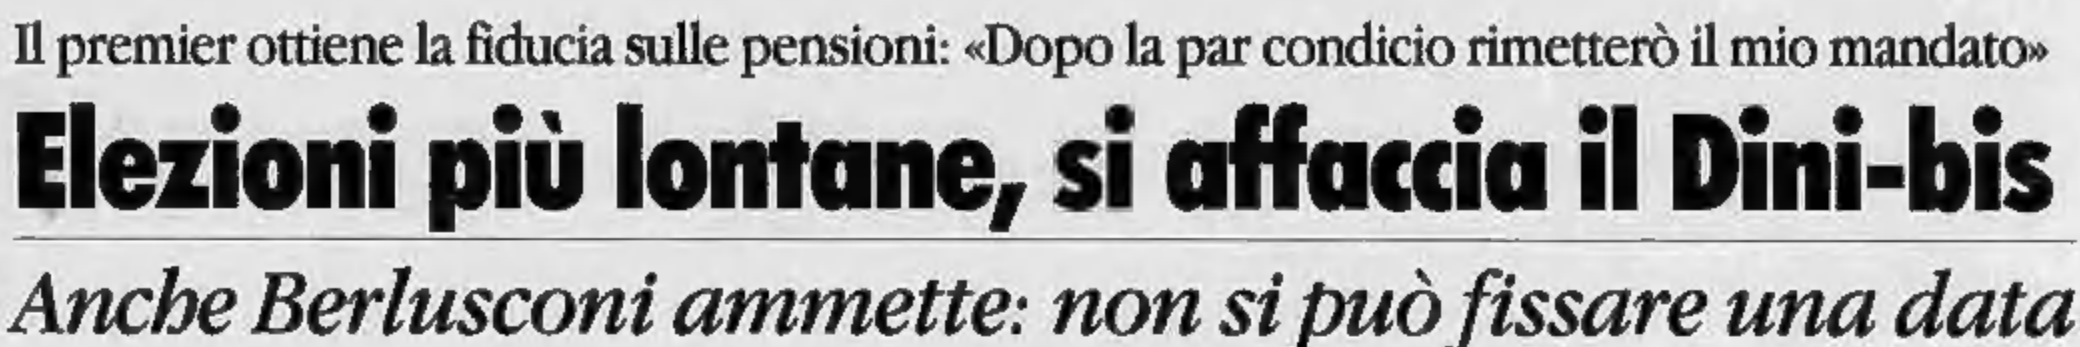 Il premier ottiene la fiducia sulle pensioni: «Dopo la par condicio rimetterò il mio mandato»
Elezioni più lontane, si affaccia il Dini-bis
Anche Berlusconi ammette: non si può fissare una data